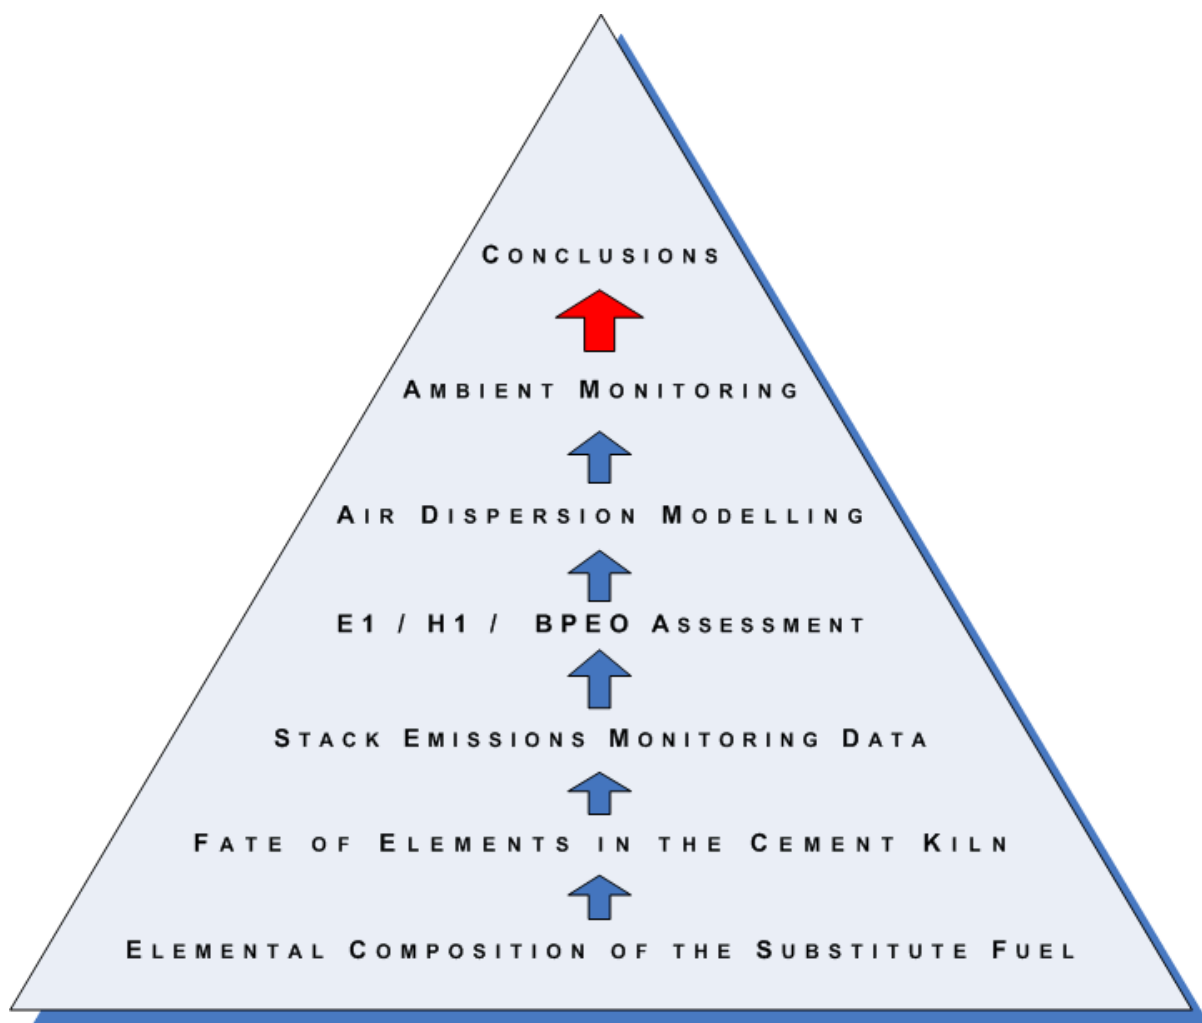 CONCLUSIONS
AMBIENT MONITORING
AIR DISPERSION MODELLING
E1 / H1 / BPEO ASSESSMENT
STACK EMISSIONS MONITORING DATA
FATE OF ELEMENTS IN THE CEMENT KILN
ELEMENTAL COMPOSITION OF THE SUBSTITUTE FUEL